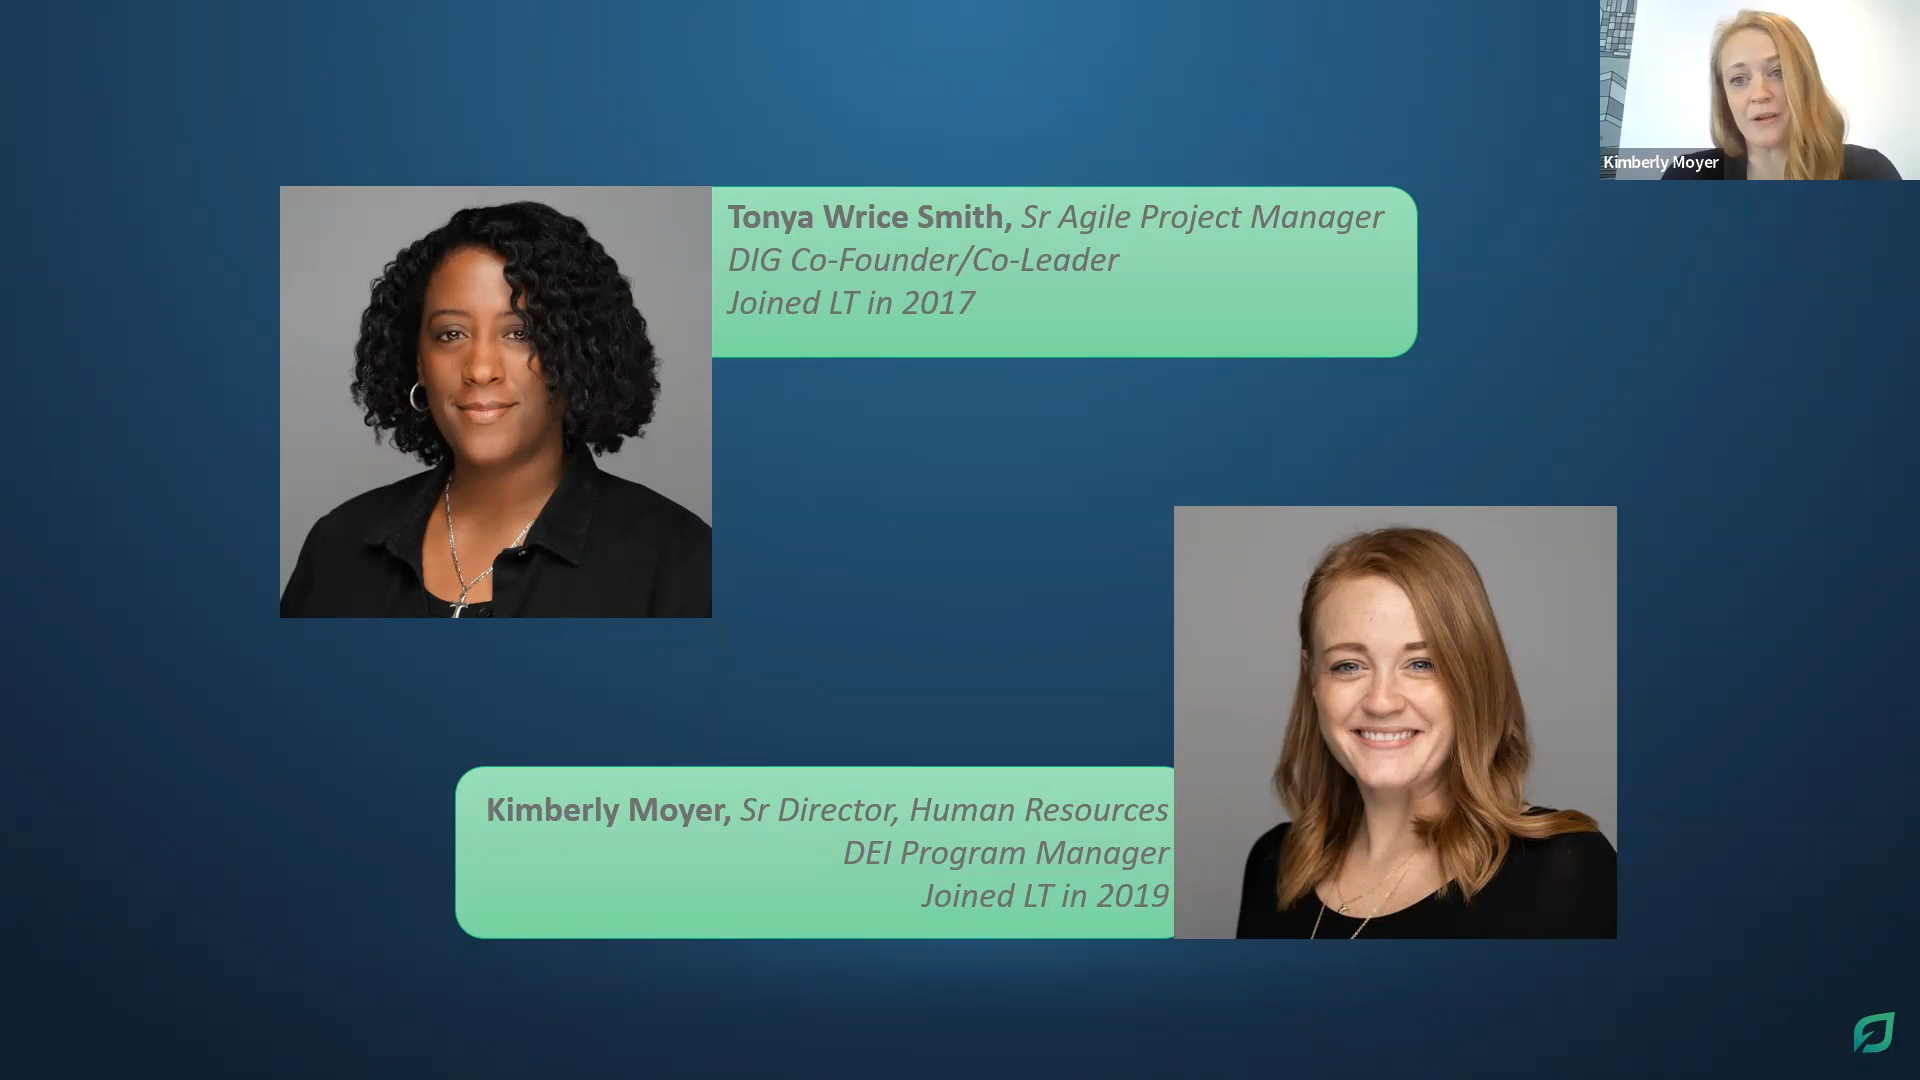 Kimberly Moyer
Tonya Wrice Smith, Sr Agile Project Manager
DIG Co-Founder/Co-Leader
Joined LT in 2017
Kimberly Moyer, Sr Director, Human Resources
DEI Program Manager
Joined LT in 2019